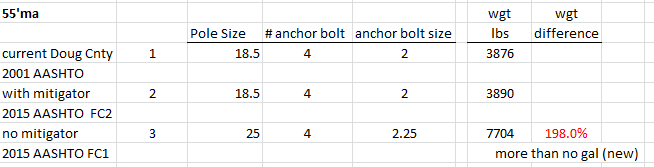 55'ma wgt wgt
Pole Size # anchor bolt anchor bolt size lbs difference
current Doug Cnty 1 18.5 4 2 3876
2001 AASHTO
with mitigator 2 18.5 4 2 3890
2015 AASHTO FC2
no mitigator 3 25 4 2.25 7704 198.0%
2015 AASHTO FC1 more than no gal (new)